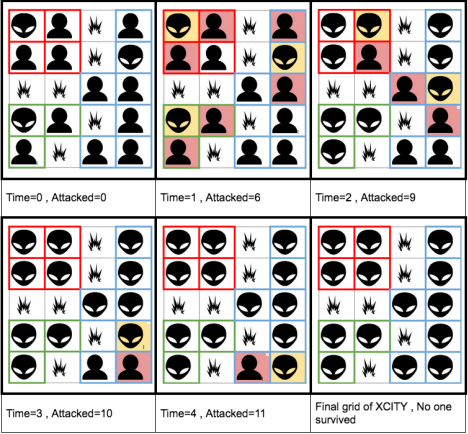 Time=0 , Attacked=0
Time=1 , Attacked=6
Time=2 , Attacked=9
Time=3 , Attacked=10
Time=4 , Attacked=11
Final grid of XCITY , No one
survived